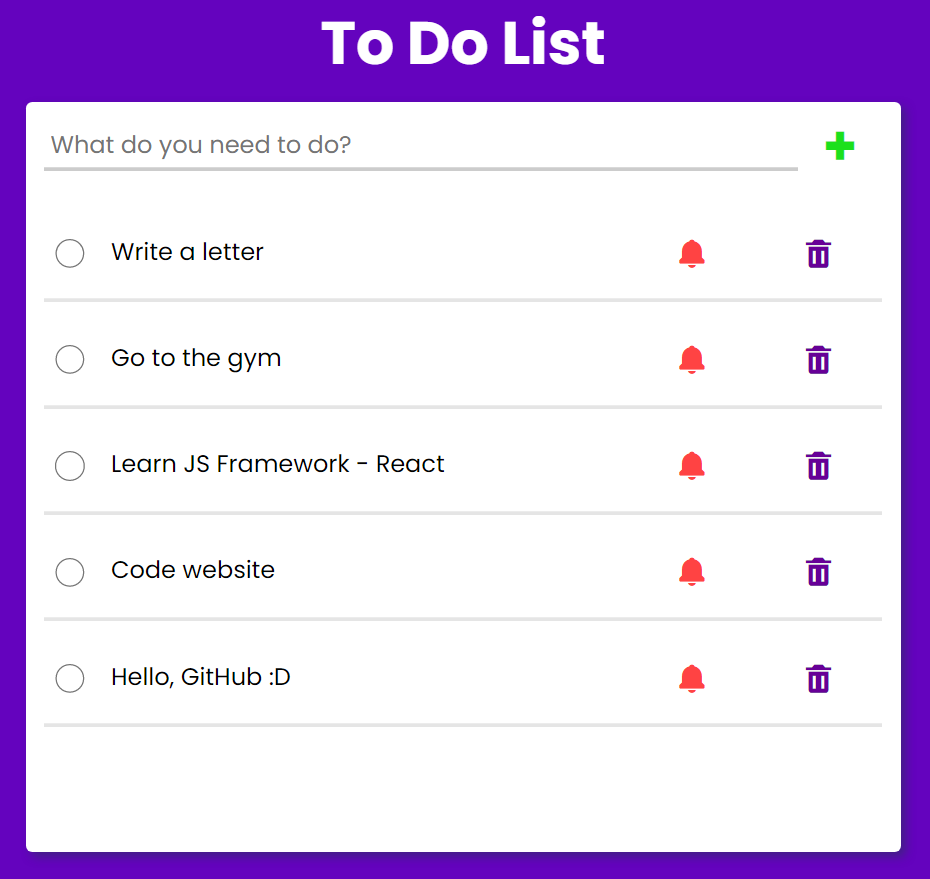 To Do List
What do you need to do?
Write a letter
Go to the gym
Learn JS Framework - React
Code website
Hello, GitHub :D